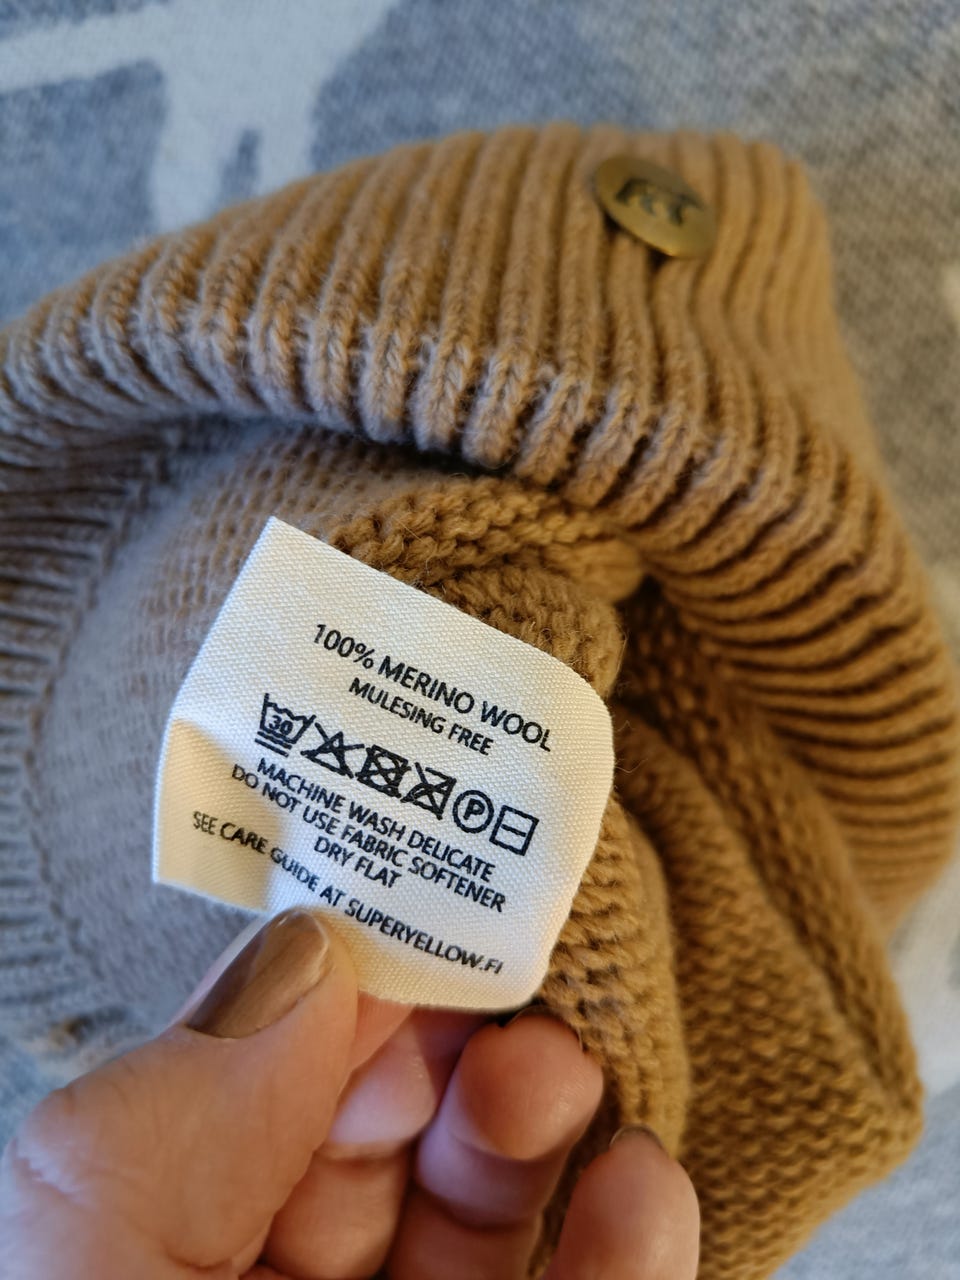 100% MERINO WOOL
MULESING FREE
30 P
MACHINE WASH DELICATE
DO NOT USE FABRIC SOFTENER
DRY FLAT
SEE CARE GUIDE AT SUPERYELLOW.FI